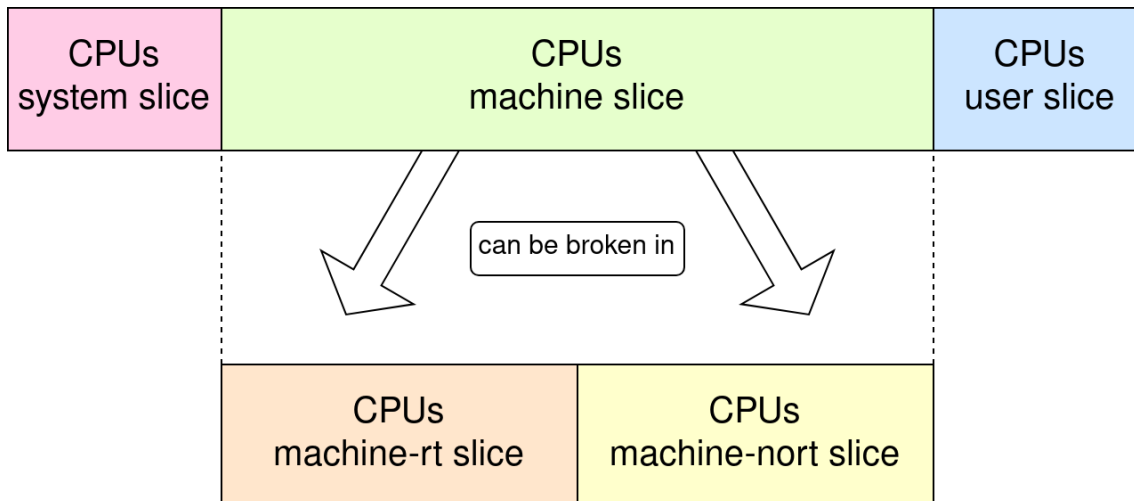 CPUs
system slice
CPUs
machine slice
CPUs
user slice
can be broken in
CPUs
machine-rt slice
CPUs
machine-nort slice